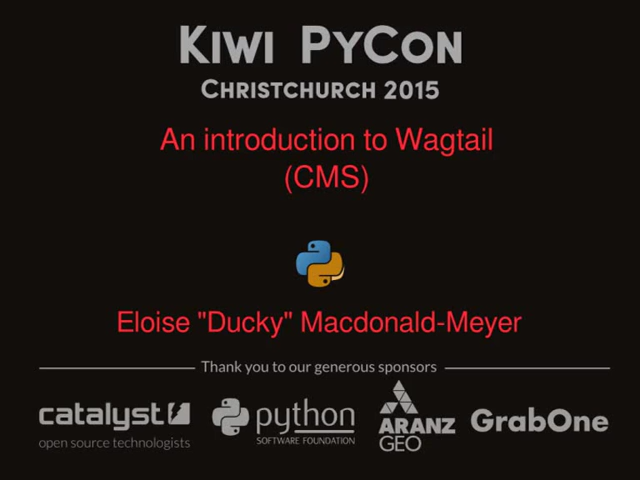 Kiwi PyCon
Christchurch 2015
An introduction to Wagtail
(CMS)
Eloise "Ducky" Macdonald-Meyer
Thank you to our generous sponsors
catalyst
open source technologists
python
SOFTWARE FOUNDATION
ARANZ
GEO
GrabOne